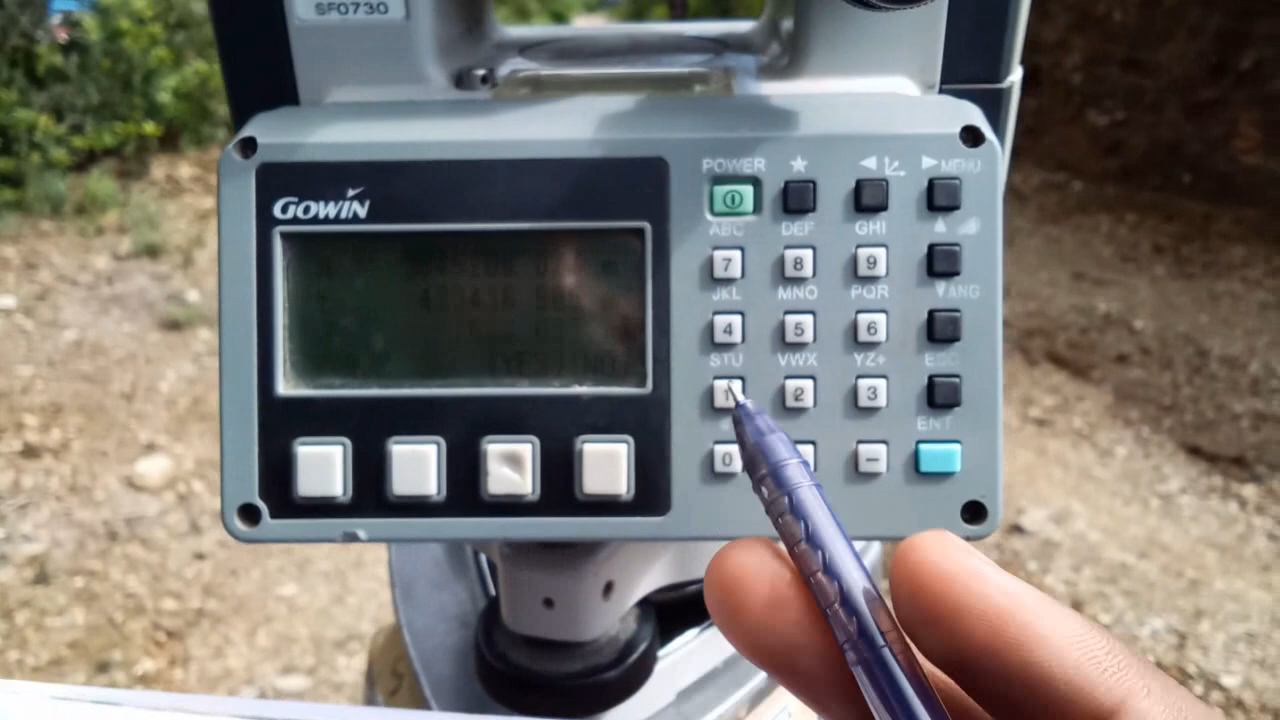 SF0730
GOWIN
POWER ★ ◀ ▶ MENU
ABC DEF GHI ▲
7 8 9
JKL MNO PQR ▼ ANG
4 5 6
STU VWX YZ+ ESC
1 2 3
ENT
0 −